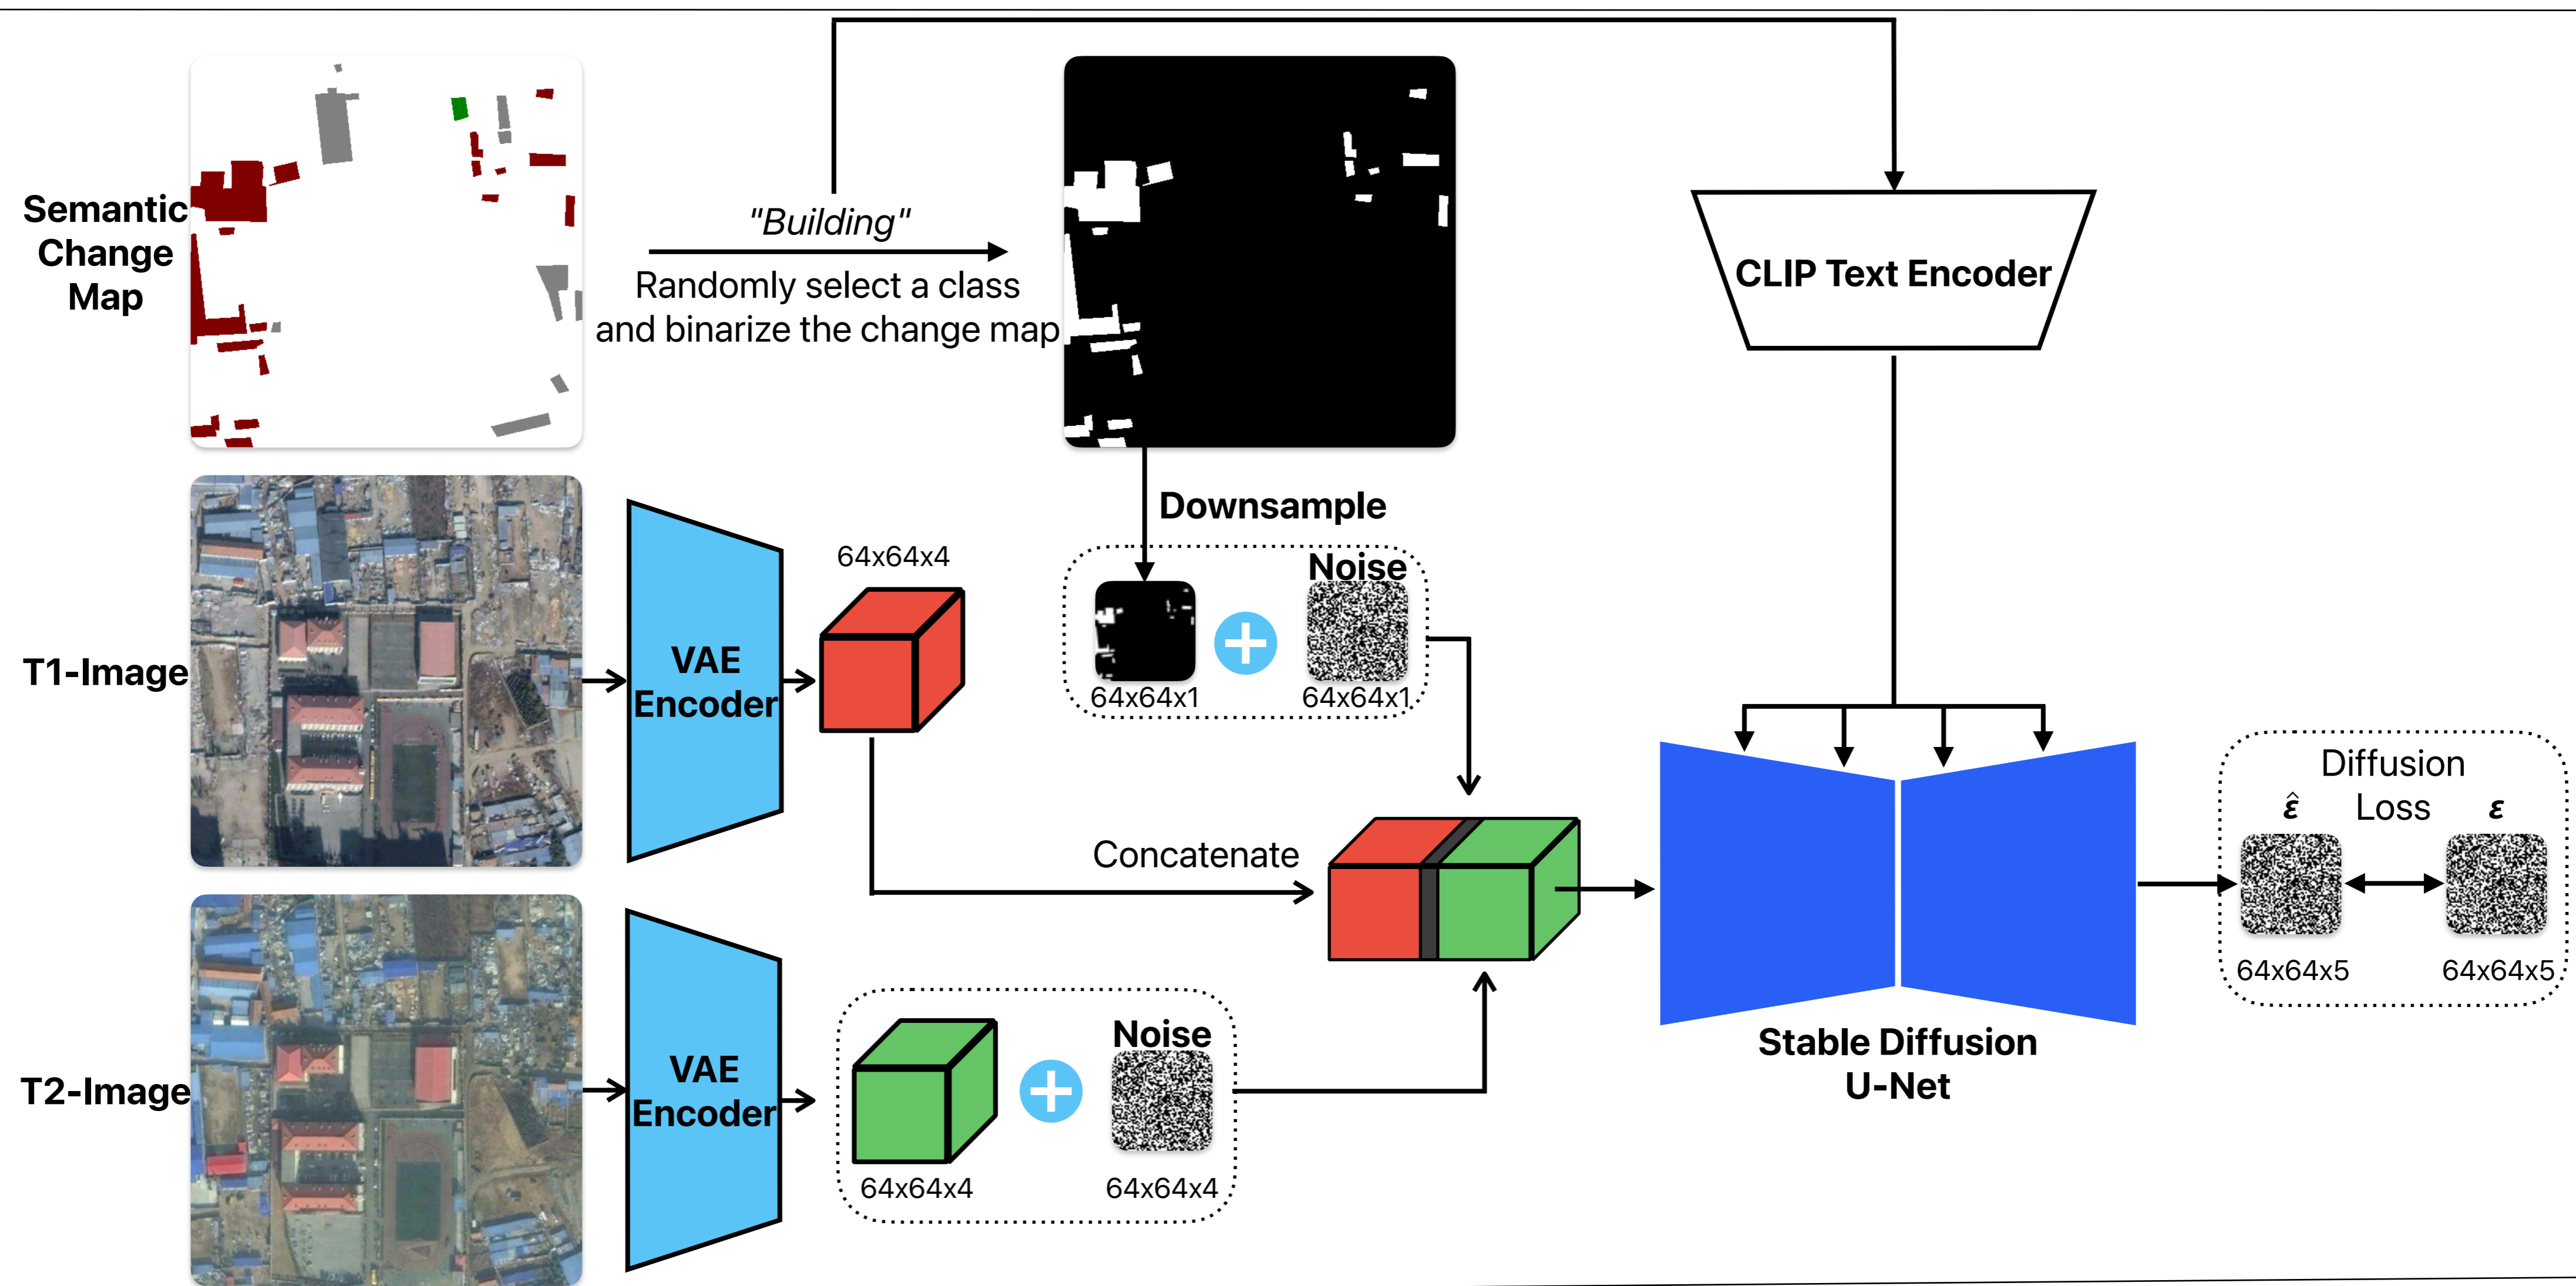 Semantic
Change
Map
"Building"
Randomly select a class
and binarize the change map
CLIP Text Encoder
Downsample
Noise
64x64x1
64x64x1
T1-Image
VAE
Encoder
64x64x4
Concatenate
T2-Image
VAE
Encoder
64x64x4
Noise
64x64x4
Stable Diffusion
U-Net
Diffusion
Loss
ε̂
ε
64x64x5
64x64x5